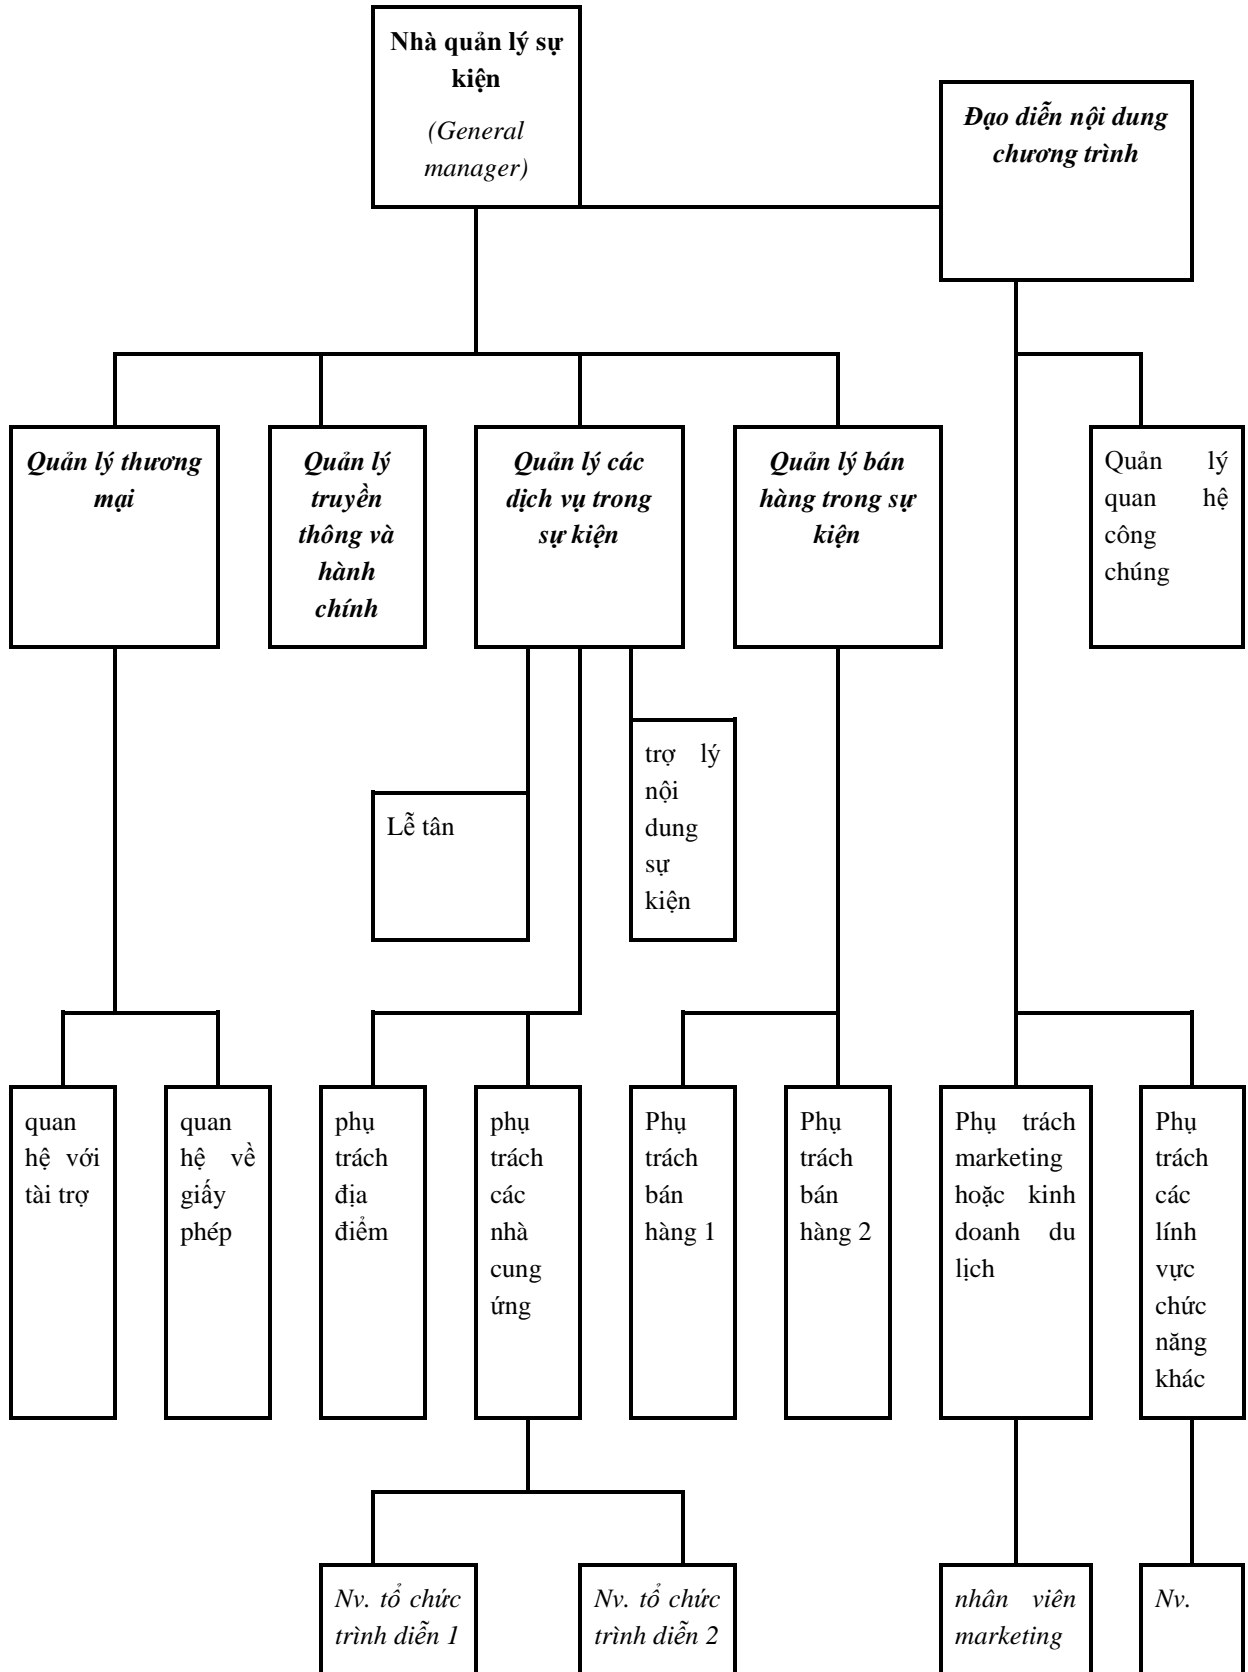 Nhà quản lý sự
kiện
(General
manager)
Đạo diễn nội dung
chương trình
Quản lý thương
mại
Quản lý
truyền
thông và
hành
chính
Quản lý các
dịch vụ trong
sự kiện
Quản lý bán
hàng trong sự
kiện
Quản lý
quan hệ
công
chúng
Lễ tân
trợ lý
nội
dung
sự
kiện
quan
hệ với
tài trợ
quan
hệ về
giấy
phép
phụ
trách
địa
điểm
phụ
trách
các
nhà
cung
ứng
Phụ
trách
bán
hàng 1
Phụ
trách
bán
hàng 2
Phụ trách
marketing
hoặc kinh
doanh du
lịch
Phụ
trách
các
lính
vực
chức
năng
khác
Nv. tổ chức
trình diễn 1
Nv. tổ chức
trình diễn 2
nhân viên
marketing
Nv.